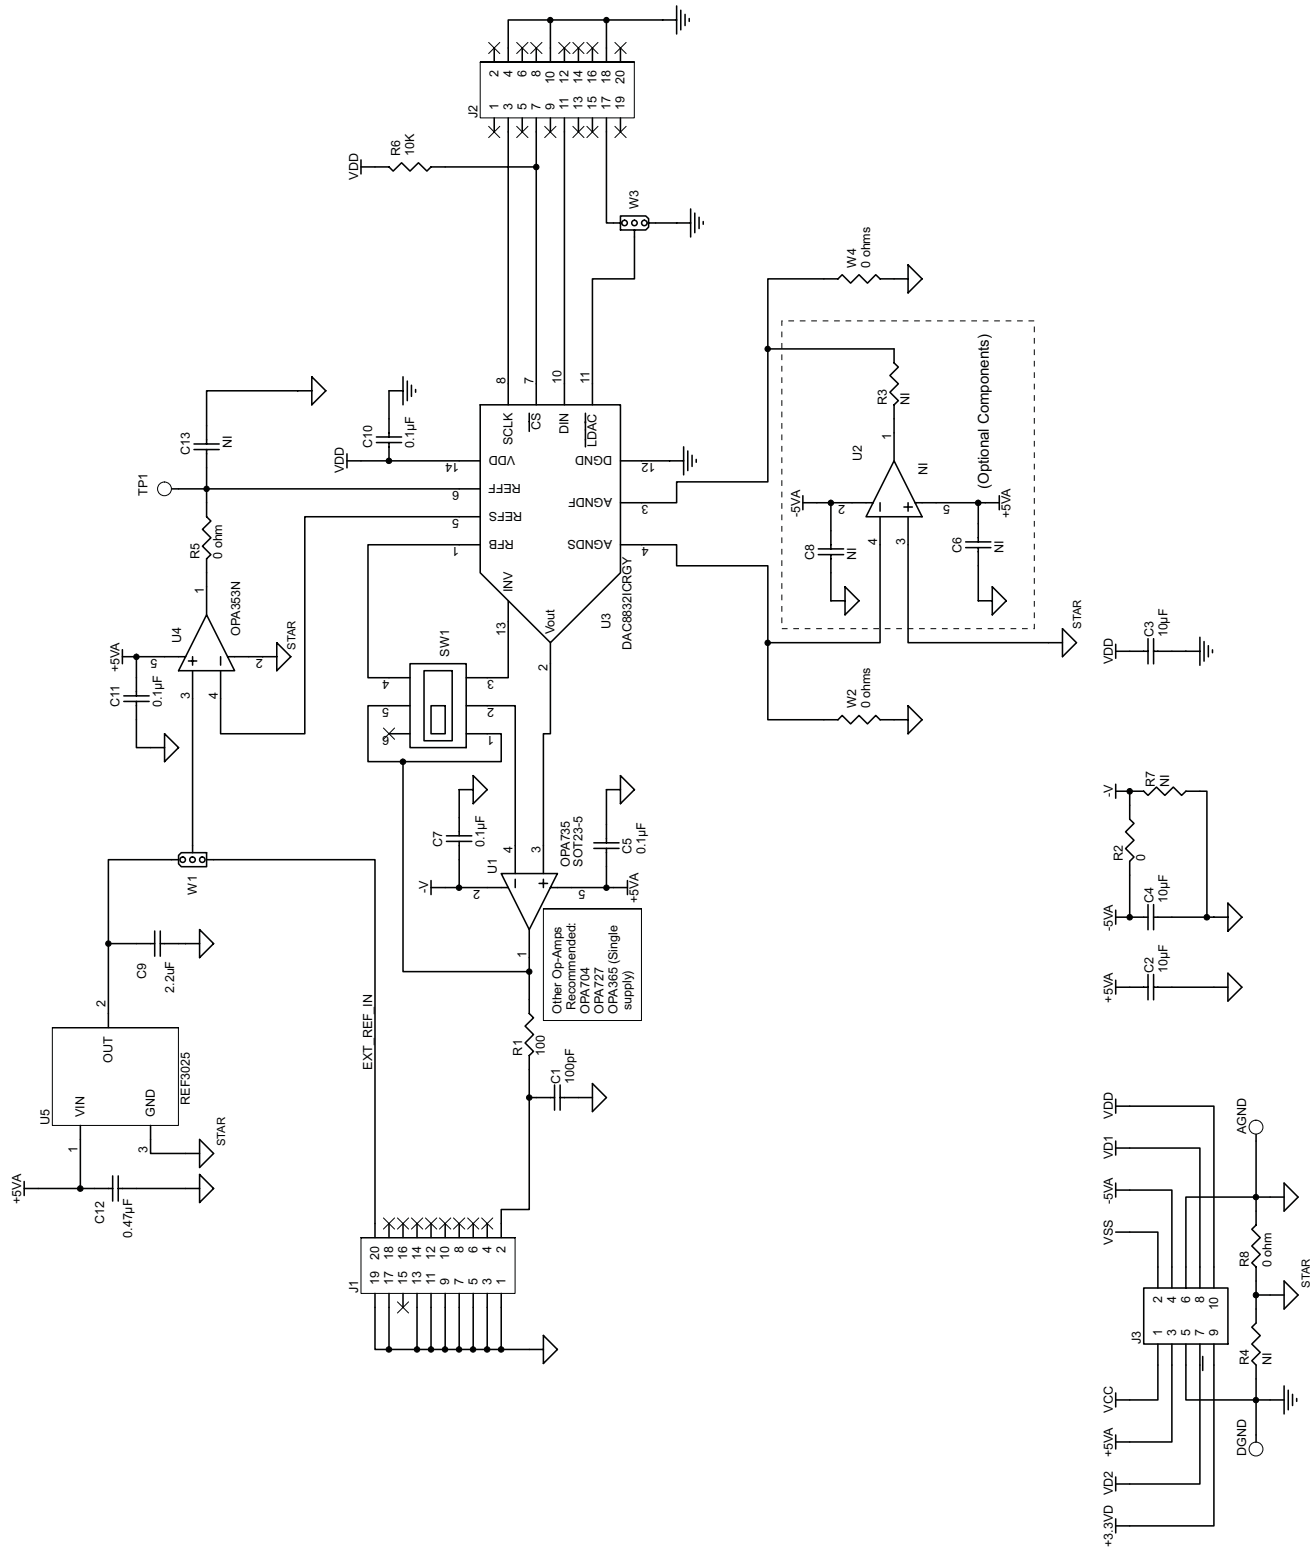 +5VA
C12
0.47µF
U5
VIN
1
GND
3
STAR
OUT
2
REF3025
C9
2.2uF
W1
EXT_REF_IN
C11
0.1µF
+5VA
5
U4
3
4
1
2
OPA353N
STAR
R5
0 ohm
TP1
C13
NI
VDD
C10
0.1µF
VDD
R6
10K
J1
19
17
15
13
11
9
7
5
3
1
20
18
16
14
12
10
8
6
4
2
R1
100
C1
100pF
Other Op-Amps
Recommended:
OPA704
OPA727
OPA365 (Single
supply)
-V
C7
0.1µF
U1
2
4
3
1
5
+5VA
OPA735
SOT23-5
C5
0.1µF
SW1
6
5
4
1
2
3
13
2
INV
Vout
1
RFB
5
REFS
6
REFF
14
VDD
SCLK
8
CS
7
DIN
10
LDAC
11
AGNDS
4
AGNDF
3
DGND
12
U3
DAC8832ICRGY
J2
1
3
5
7
9
11
13
15
17
19
2
4
6
8
10
12
14
16
18
20
W3
W2
0 ohms
W4
0 ohms
C8
NI
-5VA
2
U2
4
3
1
5
NI
C6
NI
+5VA
R3
NI
(Optional Components)
STAR
VDD
C3
10µF
-V
R2
0
R7
NI
-5VA
C4
10µF
+5VA
C2
10µF
+3.3VD
VD2
+5VA
VCC
VSS
-5VA
VD1
VDD
J3
1
3
5
7
9
2
4
6
8
10
DGND
R4
NI
STAR
R8
0 ohm
AGND